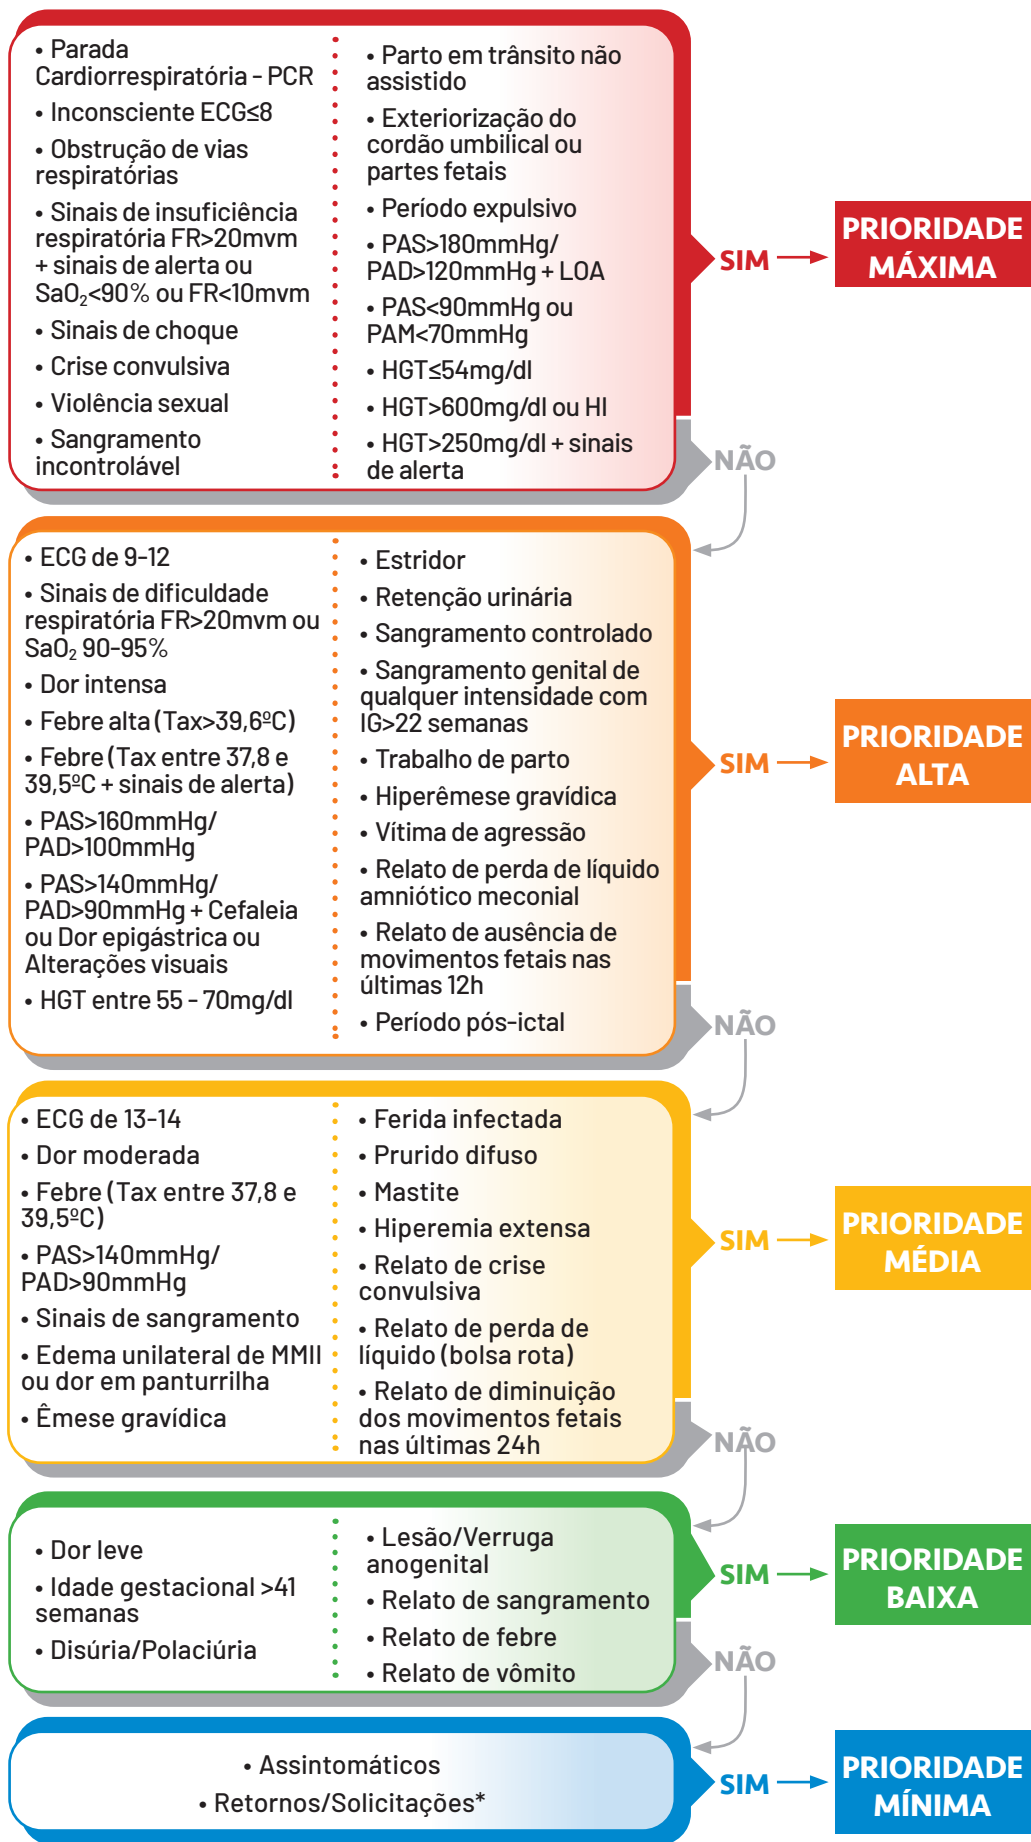 • Parada
Cardiorrespiratória - PCR
• Inconsciente ECG≤8
• Obstrução de vias
respiratórias
• Sinais de insuficiência
respiratória FR>20mvm
+ sinais de alerta ou
SaO₂<90% ou FR<10mvm
• Sinais de choque
• Crise convulsiva
• Violência sexual
• Sangramento
incontrolável
• Parto em trânsito não
assistido
• Exteriorização do
cordão umbilical ou
partes fetais
• Período expulsivo
• PAS>180mmHg/
PAD>120mmHg + LOA
• PAS<90mmHg ou
PAM<70mmHg
• HGT≤54mg/dl
• HGT>600mg/dl ou HI
• HGT>250mg/dl + sinais
de alerta
SIM
PRIORIDADE
MÁXIMA
NÃO
• ECG de 9-12
• Sinais de dificuldade
respiratória FR>20mvm ou
SaO₂ 90-95%
• Dor intensa
• Febre alta (Tax>39,6ºC)
• Febre (Tax entre 37,8 e
39,5ºC + sinais de alerta)
• PAS>160mmHg/
PAD>100mmHg
• PAS>140mmHg/
PAD>90mmHg + Cefaleia
ou Dor epigástrica ou
Alterações visuais
• HGT entre 55 - 70mg/dl
• Estridor
• Retenção urinária
• Sangramento controlado
• Sangramento genital de
qualquer intensidade com
IG>22 semanas
• Trabalho de parto
• Hiperêmese gravídica
• Vítima de agressão
• Relato de perda de líquido
amniótico meconial
• Relato de ausência de
movimentos fetais nas
últimas 12h
• Período pós-ictal
SIM
PRIORIDADE
ALTA
NÃO
• ECG de 13-14
• Dor moderada
• Febre (Tax entre 37,8 e
39,5ºC)
• PAS>140mmHg/
PAD>90mmHg
• Sinais de sangramento
• Edema unilateral de MMII
ou dor em panturrilha
• Êmese gravídica
• Ferida infectada
• Prurido difuso
• Mastite
• Hiperemia extensa
• Relato de crise
convulsiva
• Relato de perda de
líquido (bolsa rota)
• Relato de diminuição
dos movimentos fetais
nas últimas 24h
SIM
PRIORIDADE
MÉDIA
NÃO
• Dor leve
• Idade gestacional >41
semanas
• Disúria/Polaciúria
• Lesão/Verruga
anogenital
• Relato de sangramento
• Relato de febre
• Relato de vômito
SIM
PRIORIDADE
BAIXA
NÃO
• Assintomáticos
• Retornos/Solicitações*
SIM
PRIORIDADE
MÍNIMA